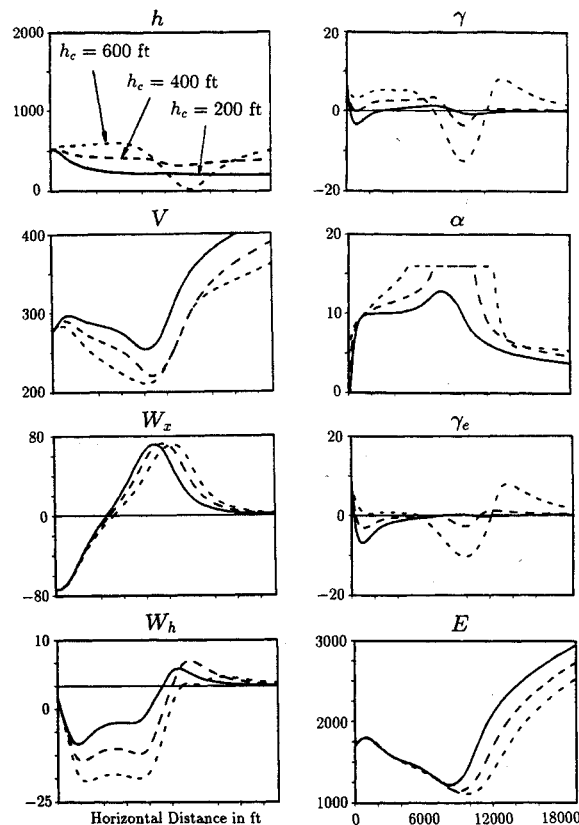 h
2000
1000
0
h_c = 600 ft
h_c = 400 ft
h_c = 200 ft
γ
20
0
−20
V
400
300
200
α
20
10
0
W_x
80
0
−80
γ_e
20
0
−20
W_h
10
0
−25
Horizontal Distance in ft
E
3000
2000
1000
0
6000
12000
18000